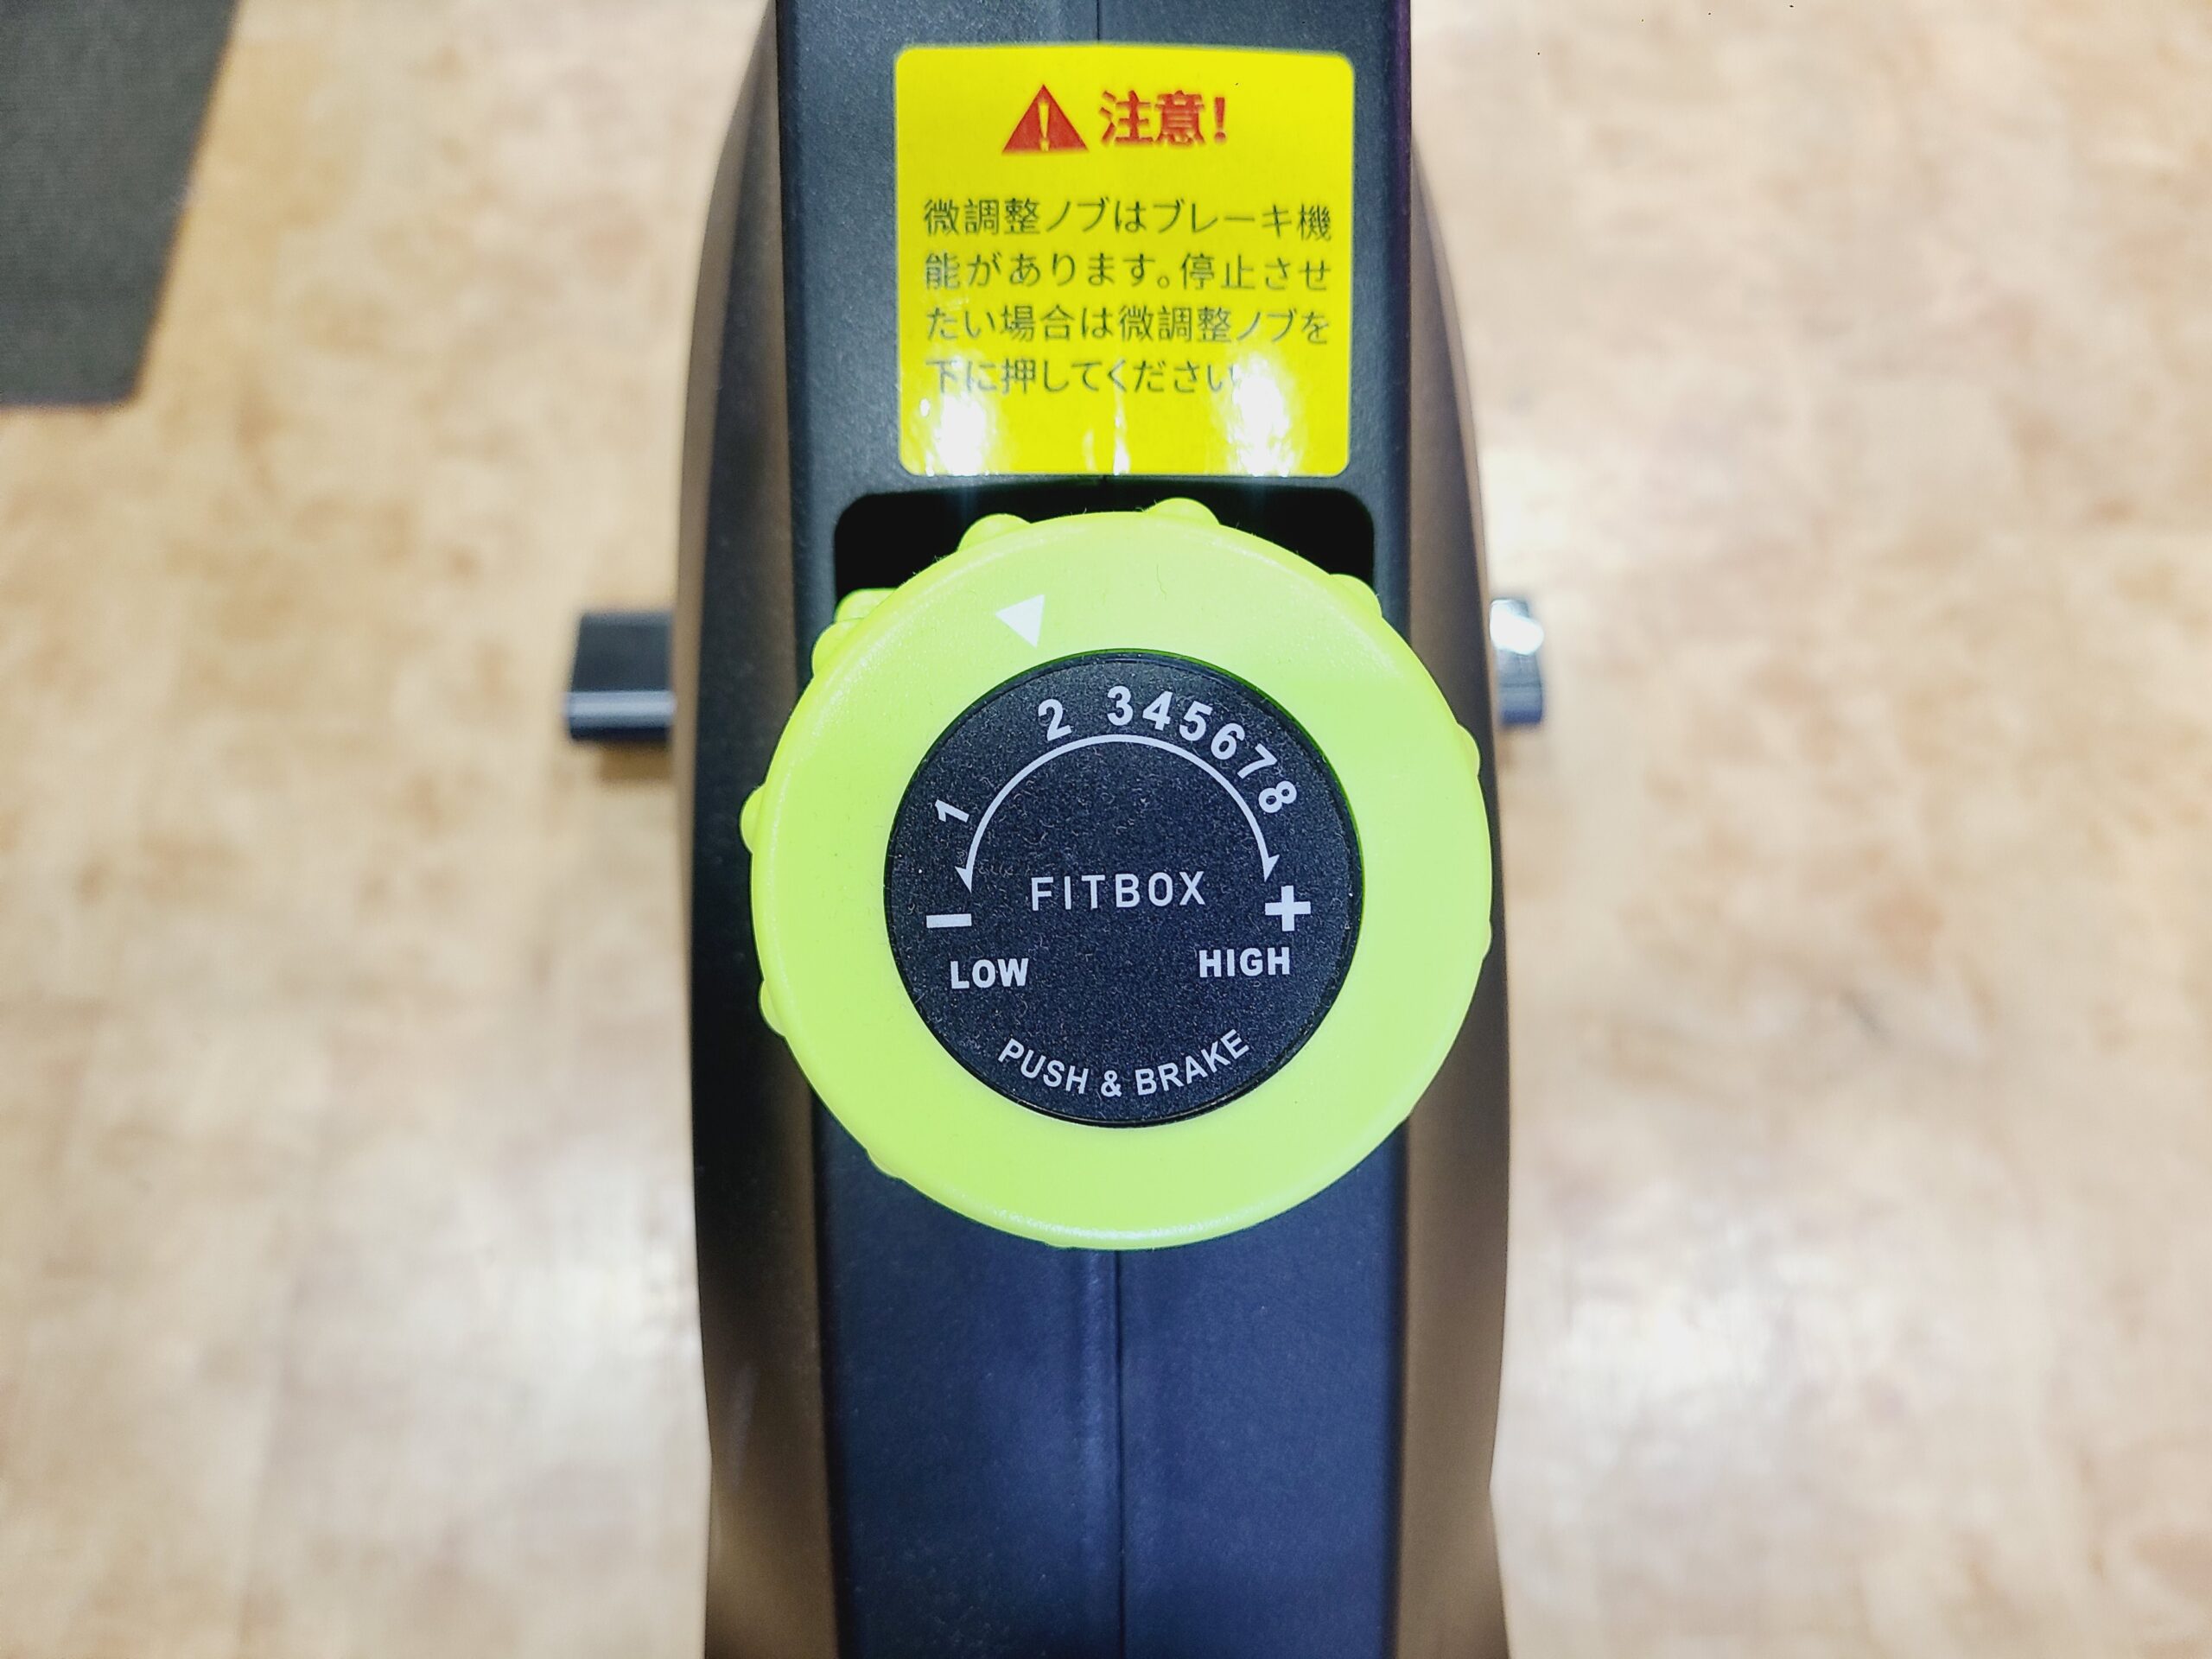 注意!
微調整ノブはブレーキ機
能があります。停止させ
たい場合は微調整ノブを
下に押してください
1 2 3 4 5 6 7 8
FITBOX
− +
LOW HIGH
PUSH & BRAKE